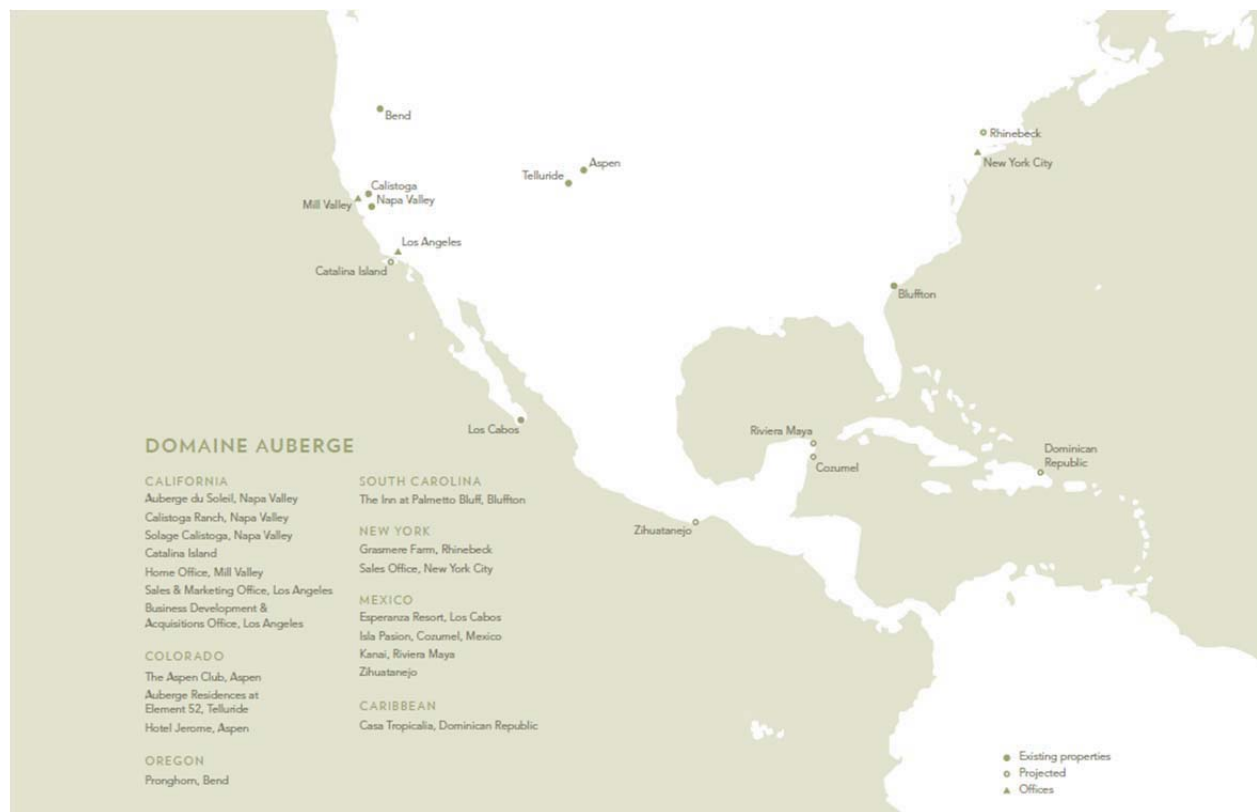 Bend
Rhinebeck
New York City
Aspen
Telluride
Calistoga
Napa Valley
Mill Valley
Los Angeles
Catalina Island
Bluffton
Los Cabos
Riviera Maya
Cozumel
Dominican
Republic
Zihuatanejo
DOMAINE AUBERGE
CALIFORNIA
Auberge du Soleil, Napa Valley
Calistoga Ranch, Napa Valley
Solage Calistoga, Napa Valley
Catalina Island
Home Office, Mill Valley
Sales & Marketing Office, Los Angeles
Business Development &
Acquisitions Office, Los Angeles
COLORADO
The Aspen Club, Aspen
Auberge Residences at
Element 52, Telluride
Hotel Jerome, Aspen
OREGON
Pronghorn, Bend
SOUTH CAROLINA
The Inn at Palmetto Bluff, Bluffton
NEW YORK
Grasmere Farm, Rhinebeck
Sales Office, New York City
MEXICO
Esperanza Resort, Los Cabos
Isla Pasion, Cozumel, Mexico
Kanai, Riviera Maya
Zihuatanejo
CARIBBEAN
Casa Tropicalia, Dominican Republic
Existing properties
Projected
Offices